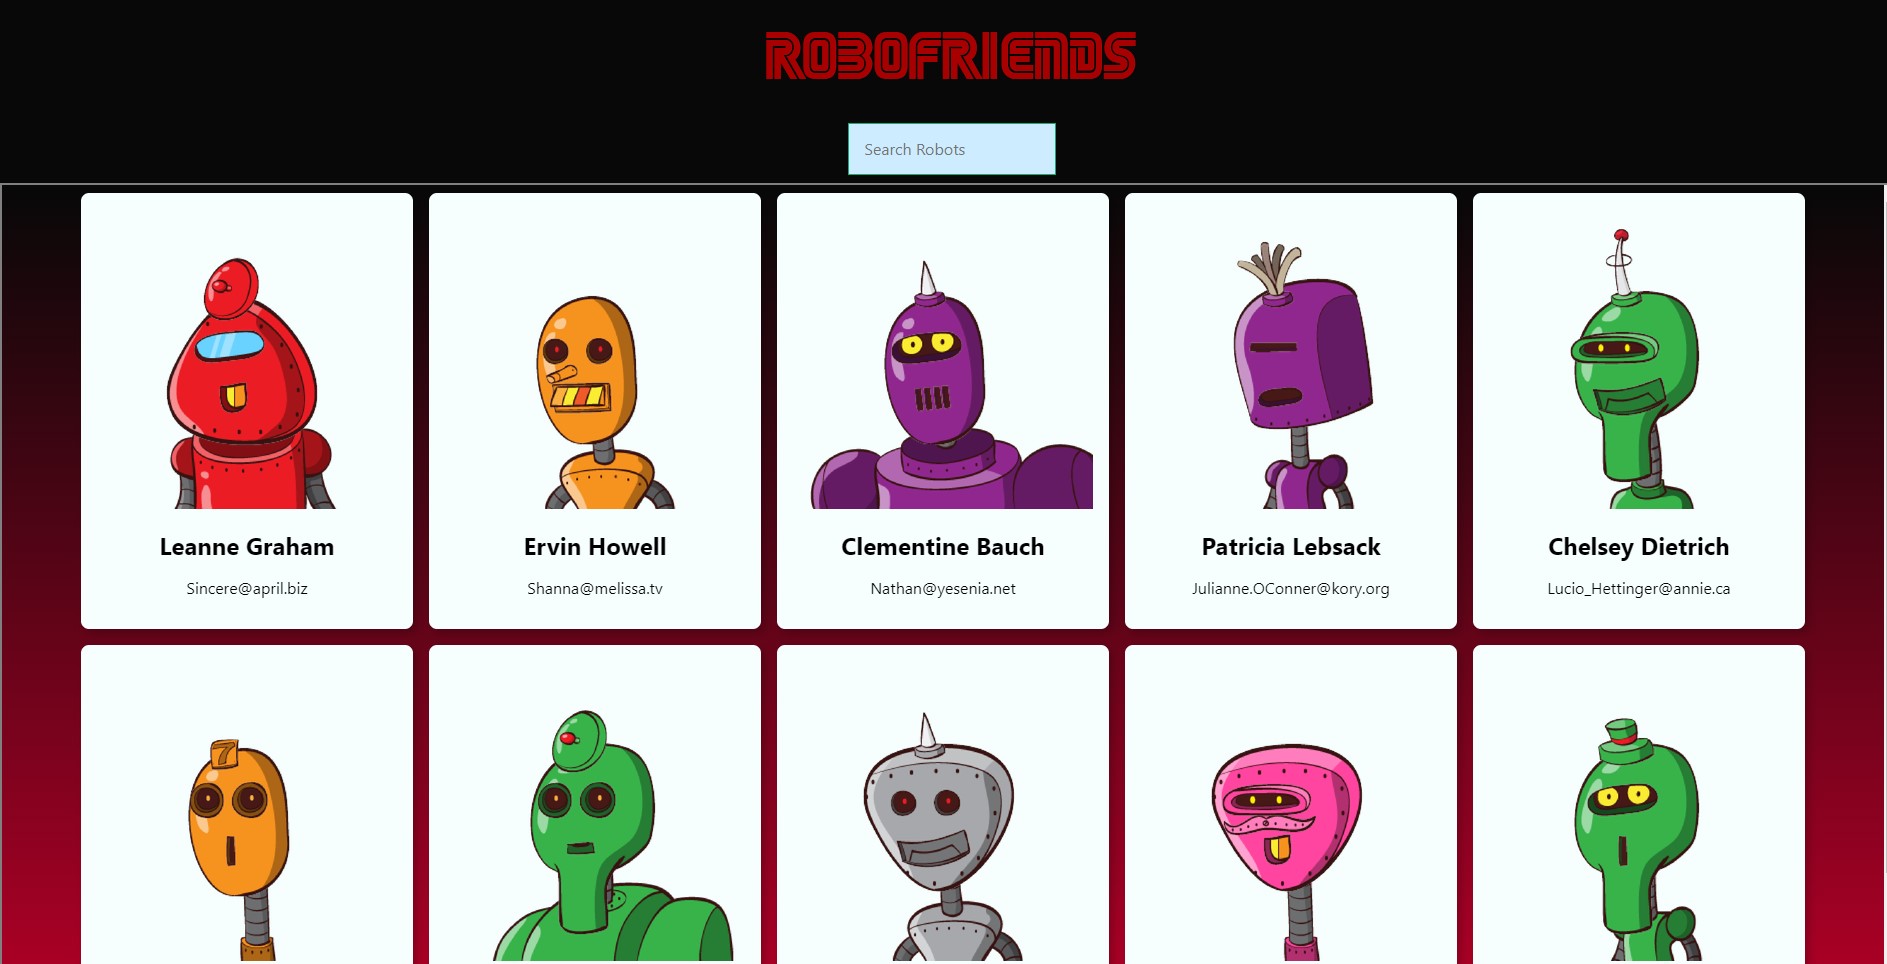 ROBOFRIENDS
Search Robots
Leanne Graham
Ervin Howell
Clementine Bauch
Patricia Lebsack
Chelsey Dietrich
Sincere@april.biz
Shanna@melissa.tv
Nathan@yesenia.net
Julianne.OConner@kory.org
Lucio_Hettinger@annie.ca
7